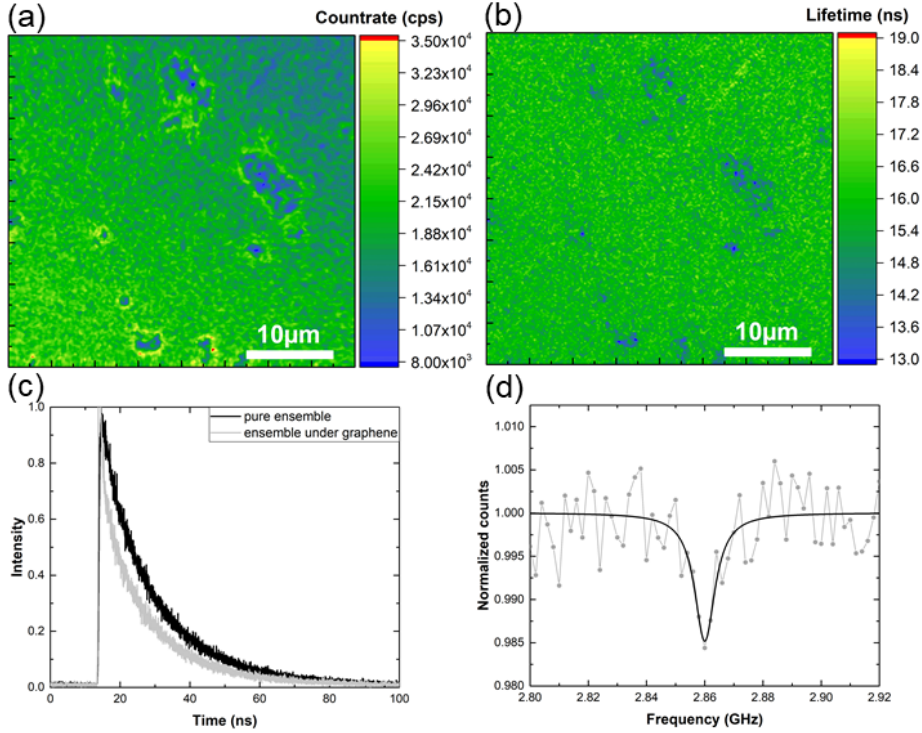 (a)
Countrate (cps)
3.50x10⁴
3.23x10⁴
2.96x10⁴
2.69x10⁴
2.42x10⁴
2.15x10⁴
1.88x10⁴
1.61x10⁴
1.34x10⁴
1.07x10⁴
8.00x10³
10µm
(b)
Lifetime (ns)
19.0
18.4
17.8
17.2
16.6
16.0
15.4
14.8
14.2
13.6
13.0
10µm
(c)
pure ensemble
ensemble under graphene
Intensity
1.0
0.8
0.6
0.4
0.2
0.0
0 20 40 60 80 100
Time (ns)
(d)
Normalized counts
1.010
1.005
1.000
0.995
0.990
0.985
0.980
2.80 2.82 2.84 2.86 2.88 2.90 2.92
Frequency (GHz)